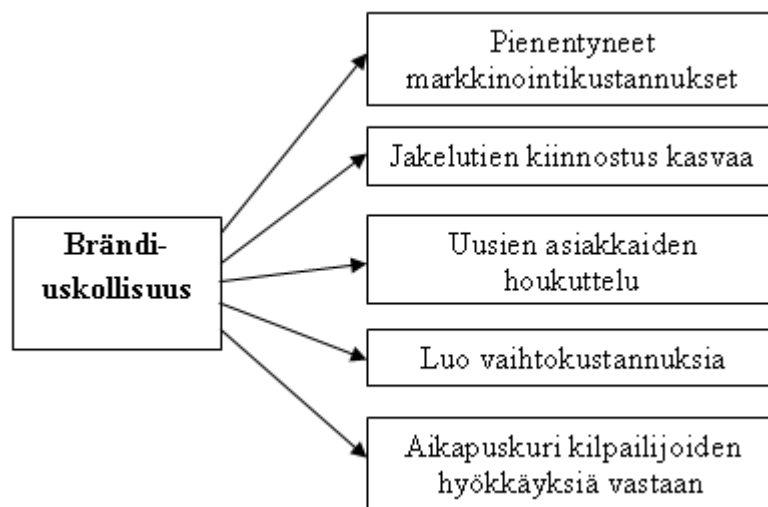 Pienentyneet
markkinointikustannukset
Jakelutien kiinnostus kasvaa
Brändi-
uskollisuus
Uusien asiakkaiden
houkuttelu
Luo vaihtokustannuksia
Aikapuskuri kilpailijoiden
hyökkäyksiä vastaan